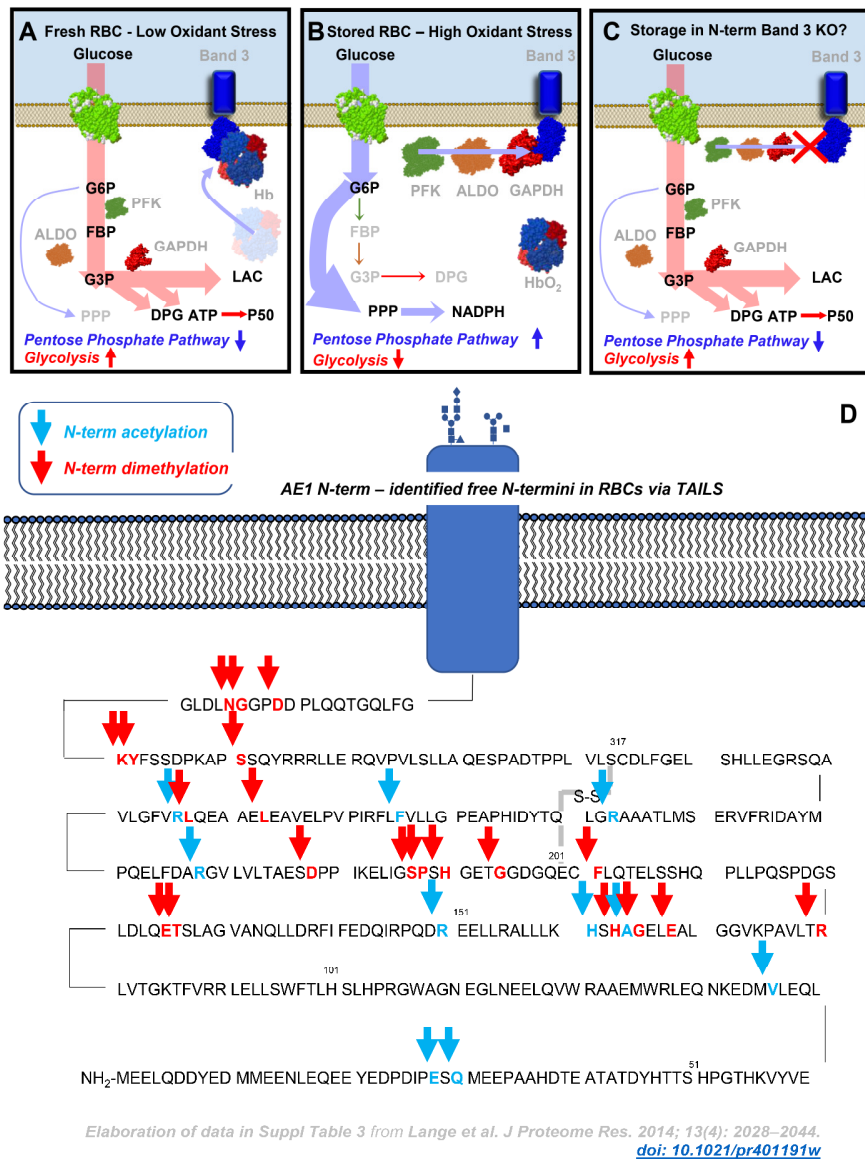 A Fresh RBC - Low Oxidant Stress
Glucose
Band 3
G6P
PFK
Hb
ALDO
FBP
GAPDH
G3P
LAC
PPP
DPG ATP
P50
Pentose Phosphate Pathway
Glycolysis
B Stored RBC – High Oxidant Stress
Glucose
Band 3
G6P
PFK
ALDO
GAPDH
FBP
G3P
DPG
HbO2
PPP
NADPH
Pentose Phosphate Pathway
Glycolysis
C Storage in N-term Band 3 KO?
Glucose
Band 3
G6P
PFK
ALDO
FBP
GAPDH
G3P
LAC
PPP
DPG ATP
P50
Pentose Phosphate Pathway
Glycolysis
D
N-term acetylation
N-term dimethylation
AE1 N-term – identified free N-termini in RBCs via TAILS
GLDLNGGPDD PLQQTGQLFG
317
KYFSSDPKAP SSQYRRRLLE RQVPVLSLLA QESPADTPPL VLSCDLFGEL SHLLEGRSQA
S-S
VLGFVRLQEA AELEAVELPV PIRFLFVLLG PEAPHIDYTQ LGRAAATLMS ERVFRIDAYM
201
PQELFDARGVLVLTAESDPP IKELIGSPSH GETGGDGQEC FLQTELSSHQ PLLPQSPDGS
151
LDLQETSLAG VANQLLDRFIFEDQIRPQDR EELLRALLLK HSHAGELEAL GGVKPAVLTR
101
LVTGKTFVRR LELLSWFTLH SLHPRGWAGN EGLNEELQVW RAAEMWRLEQ NKEDMVLEQL
51
NH2-MEELQDDYED MMEENLEQEE YEDPDIPESQ MEEPAAHDTE ATATDYHTTS HPGTHKVYVE
Elaboration of data in Suppl Table 3 from Lange et al. J Proteome Res. 2014; 13(4): 2028–2044.
doi: 10.1021/pr401191w